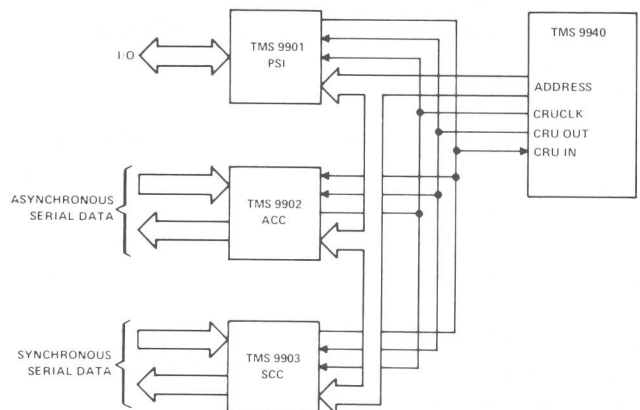 I/O
TMS 9901
PSI
TMS 9940
ADDRESS
CRUCLK
CRU OUT
CRU IN
ASYNCHRONOUS
SERIAL DATA
TMS 9902
ACC
SYNCHRONOUS
SERIAL DATA
TMS 9903
SCC